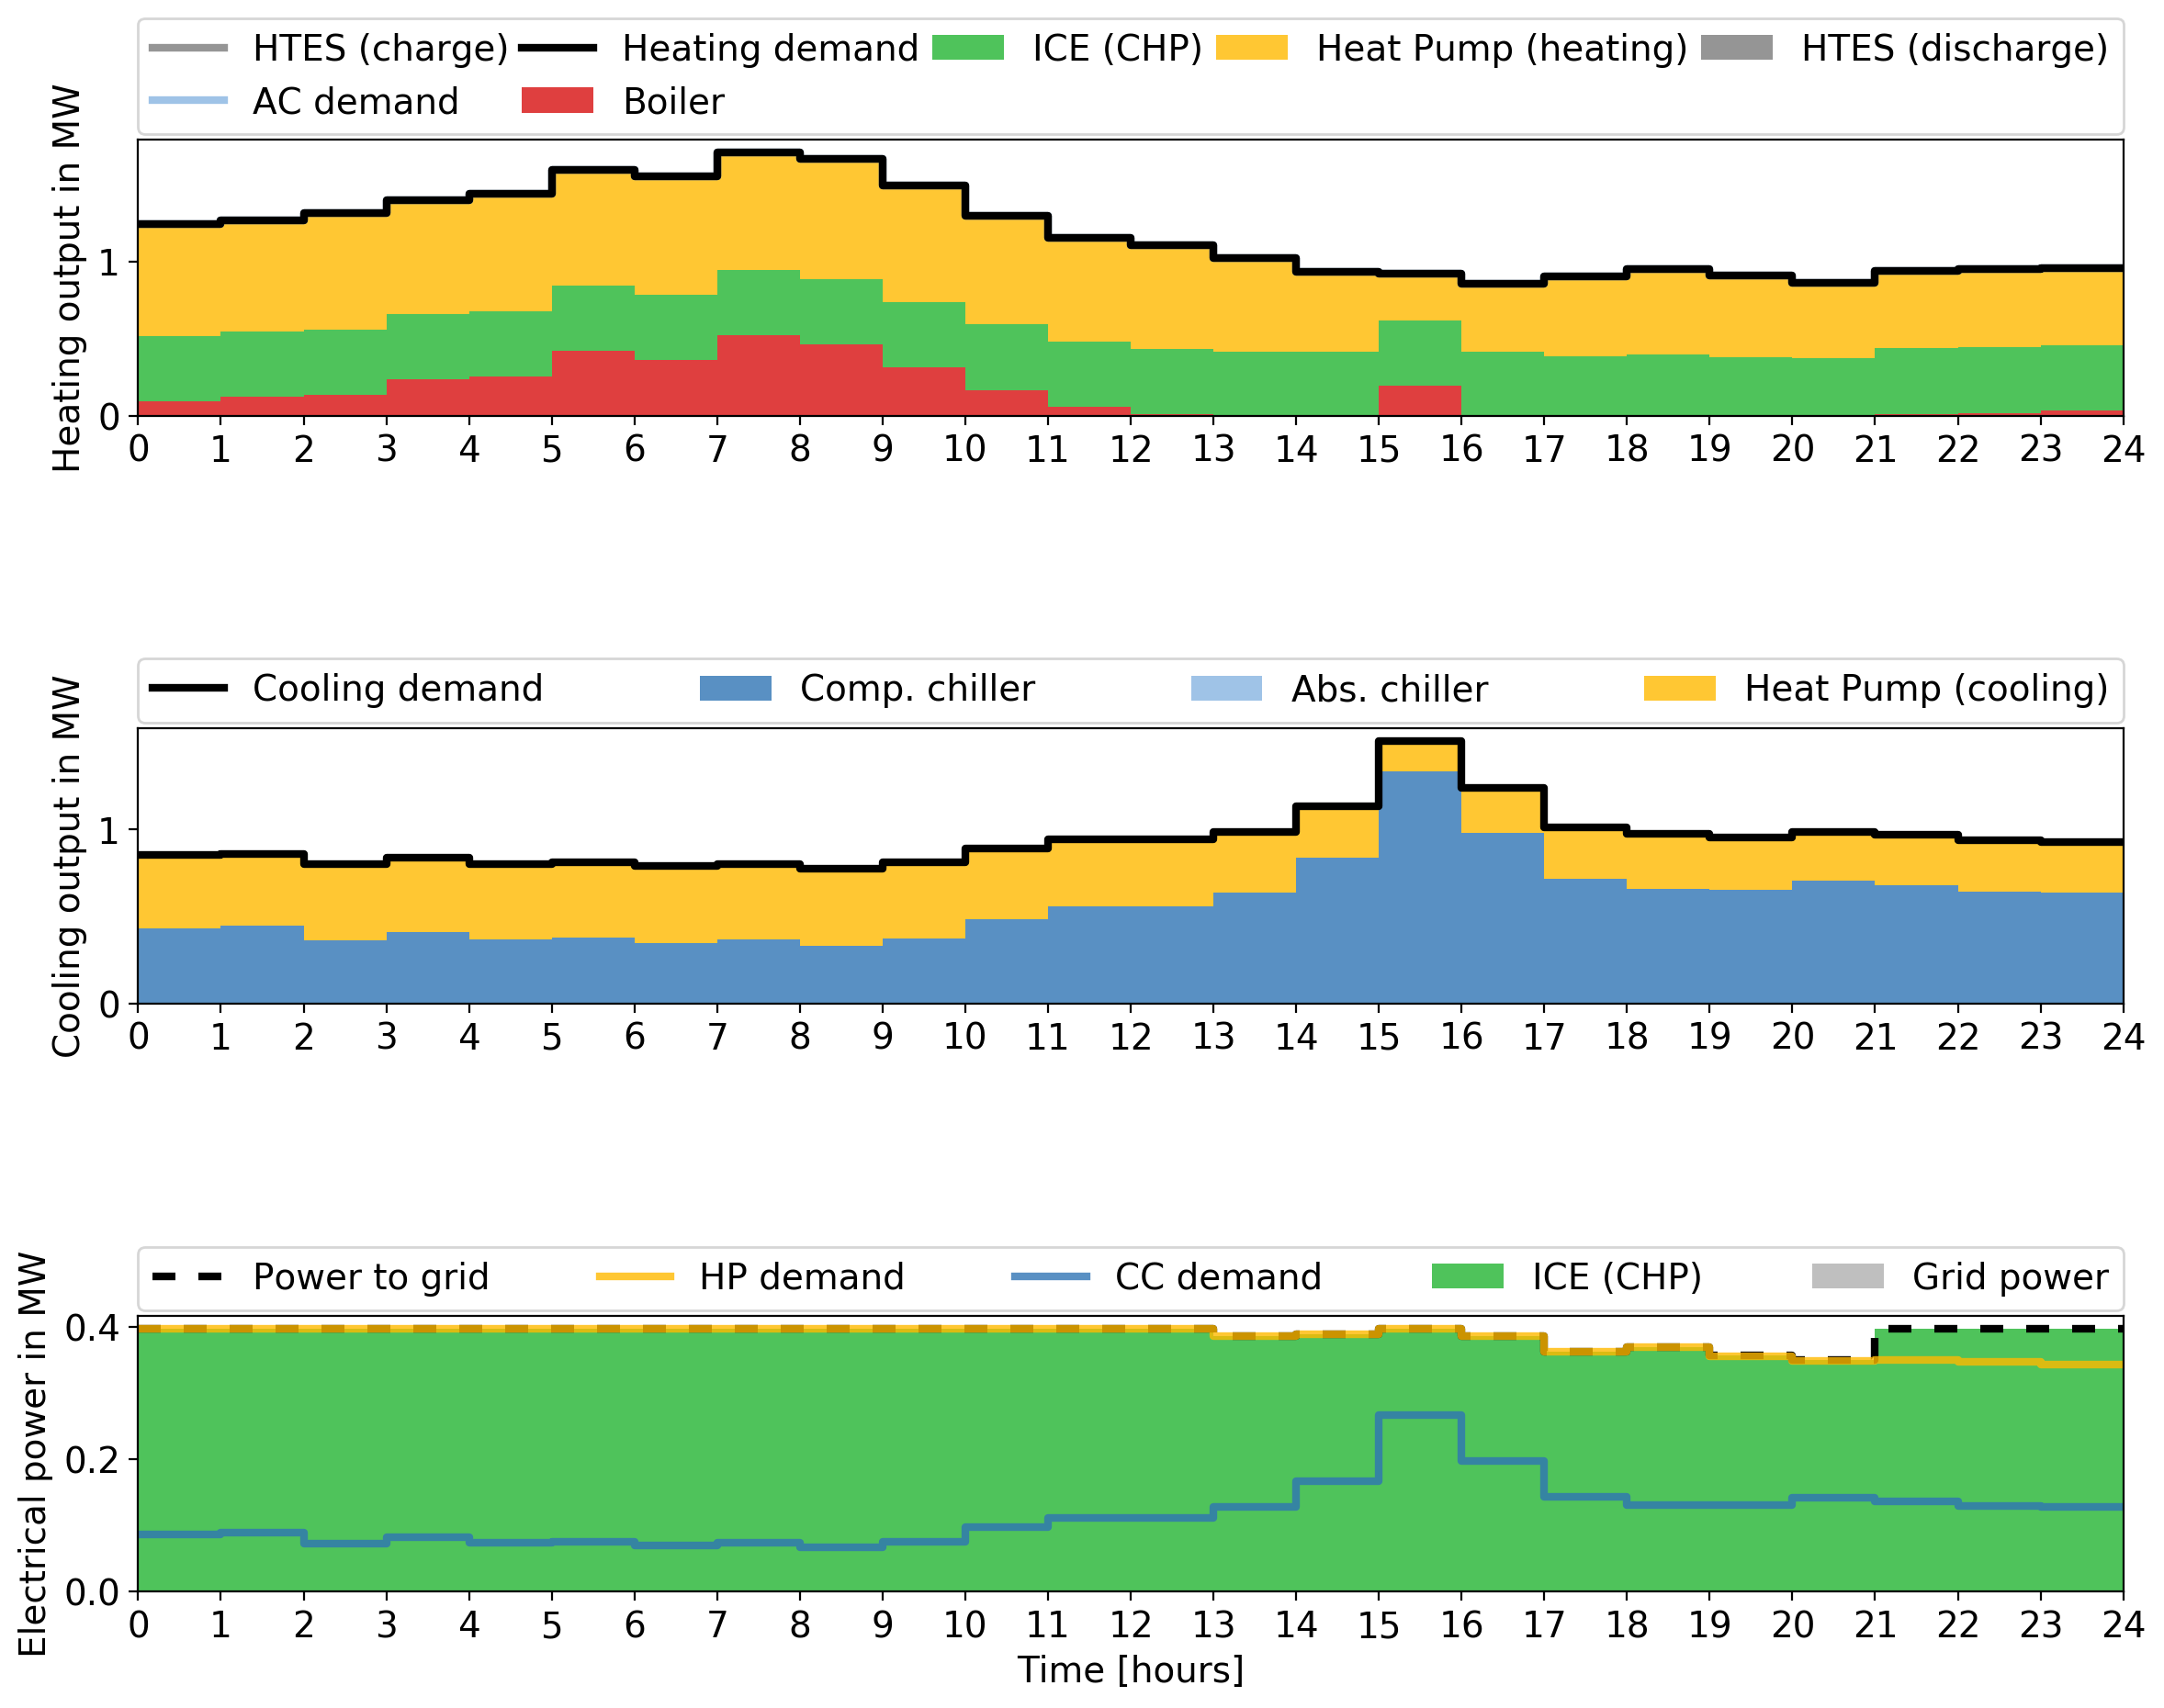 HTES (charge) Heating demand ICE (CHP) Heat Pump (heating) HTES (discharge)
AC demand Boiler
Heating output in MW
1
0
0 1 2 3 4 5 6 7 8 9 10 11 12 13 14 15 16 17 18 19 20 21 22 23 24
Cooling demand Comp. chiller Abs. chiller Heat Pump (cooling)
Cooling output in MW
1
0
0 1 2 3 4 5 6 7 8 9 10 11 12 13 14 15 16 17 18 19 20 21 22 23 24
Power to grid HP demand CC demand ICE (CHP) Grid power
Electrical power in MW
0.4
0.2
0.0
0 1 2 3 4 5 6 7 8 9 10 11 12 13 14 15 16 17 18 19 20 21 22 23 24
Time [hours]